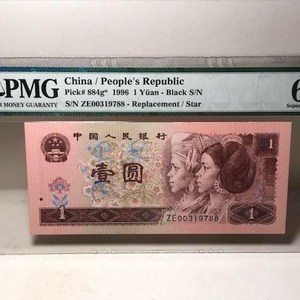 PMG
MONEY GUARANTY
China / People's Republic
Pick# 884g* 1996 1 Yüan - Black S/N
S/N ZE00319788 - Replacement / Star
6
中国人民银行
1
壹圆
1
ZE00319788